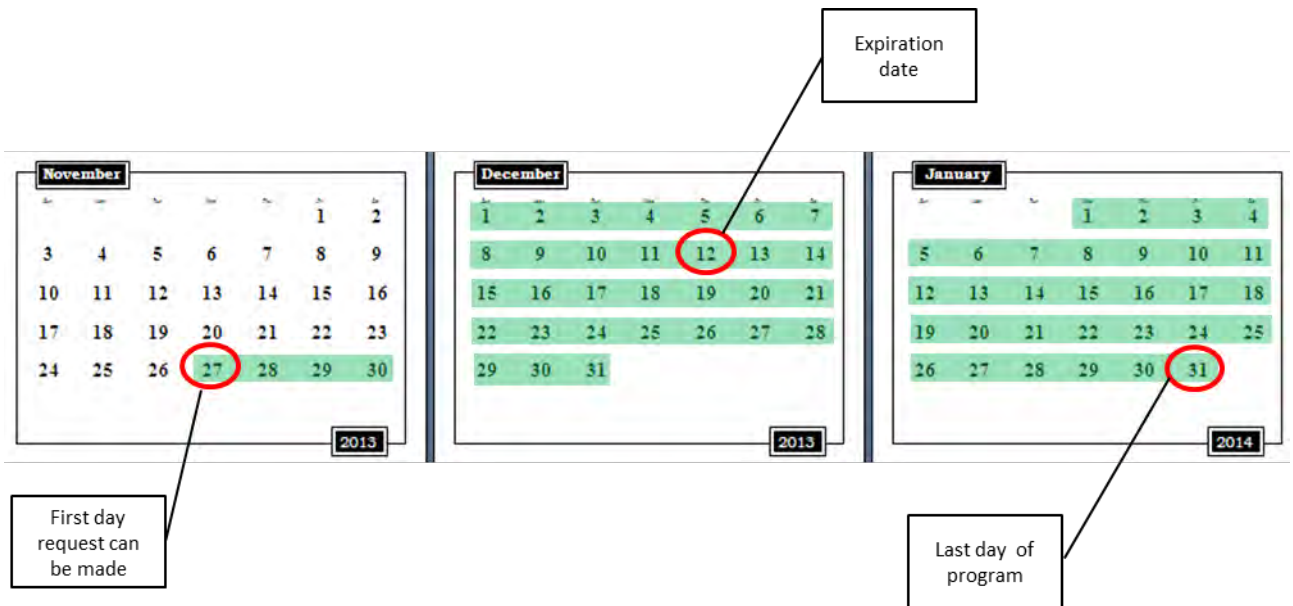 Expiration
date
November
1 2
3 4 5 6 7 8 9
10 11 12 13 14 15 16
17 18 19 20 21 22 23
24 25 26 27 28 29 30
2013
December
1 2 3 4 5 6 7
8 9 10 11 12 13 14
15 16 17 18 19 20 21
22 23 24 25 26 27 28
29 30 31
2013
January
1 2 3 4
5 6 7 8 9 10 11
12 13 14 15 16 17 18
19 20 21 22 23 24 25
26 27 28 29 30 31
2014
First day
request can
be made
Last day of
program